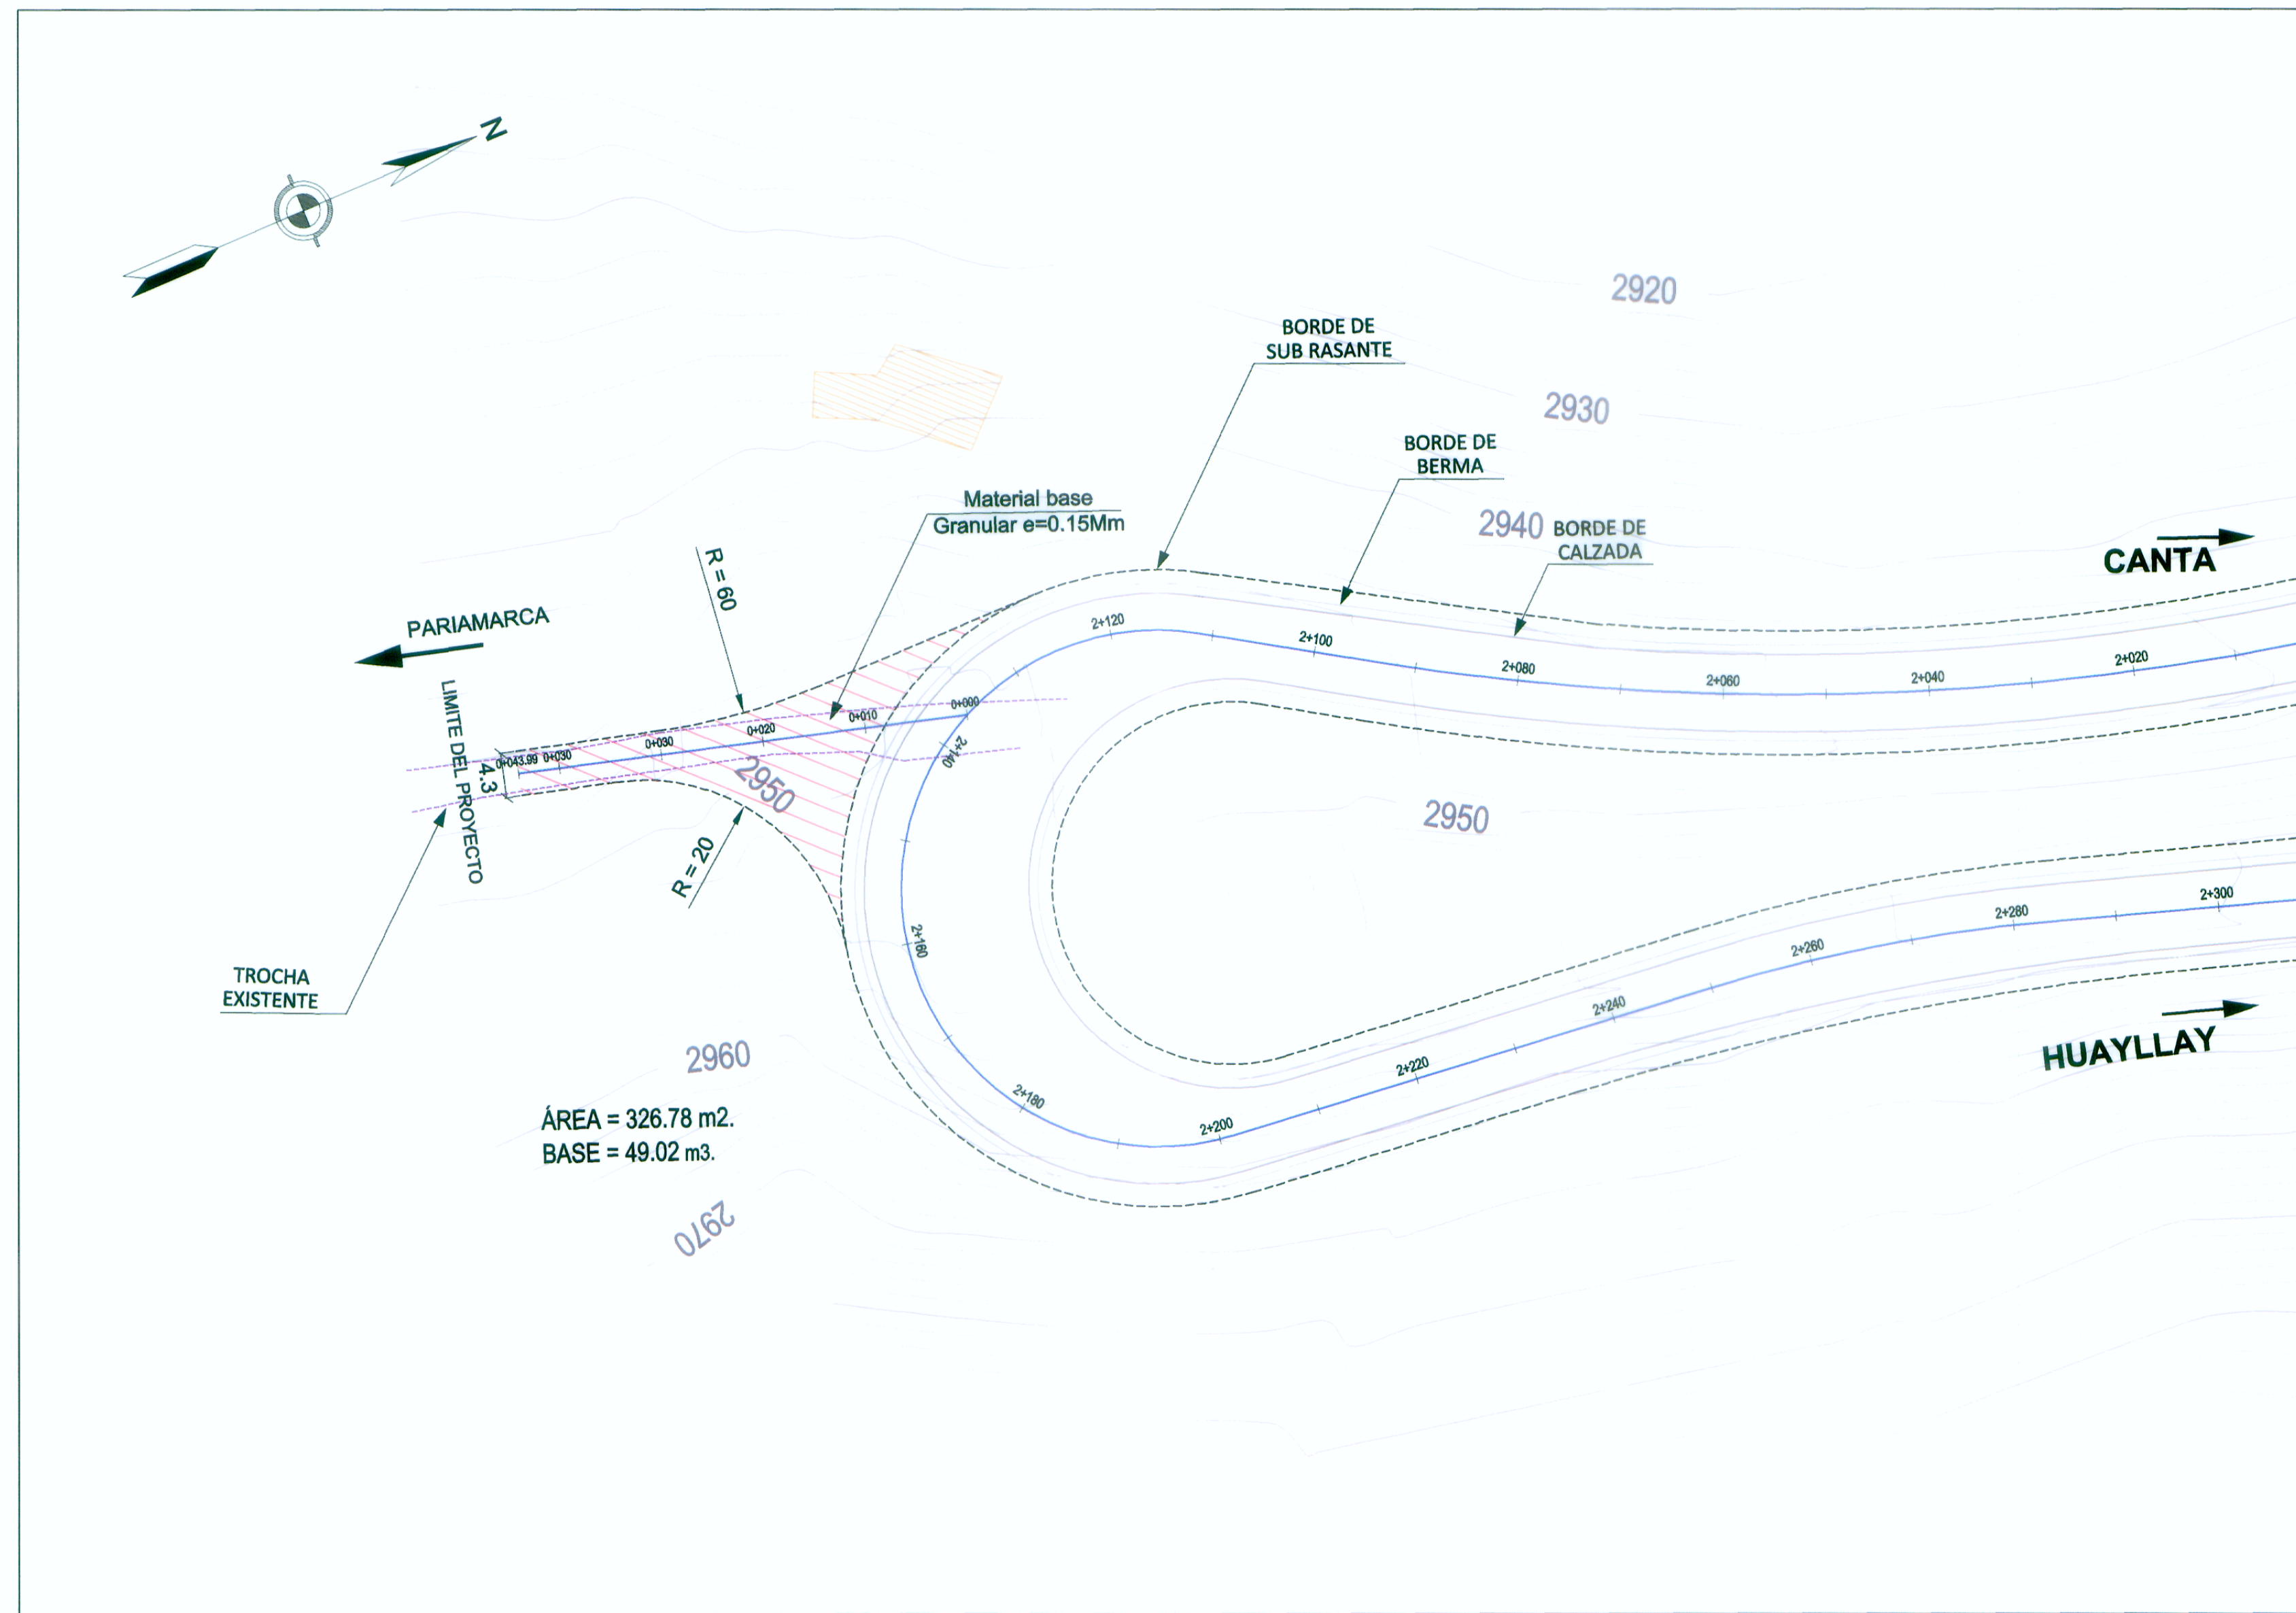 N
2920
BORDE DE
SUB RASANTE
2930
BORDE DE
BERMA
Material base
Granular e=0.15Mm
2940
BORDE DE
CALZADA
CANTA
R = 60
PARIAMARCA
2+120
2+100
2+080
2+060
2+040
2+020
LIMITE DEL PROYECTO
0+043.99
0+030
0+030
0+020
0+010
0+000
4.3
2+140
2950
2950
R = 20
2+160
TROCHA
EXISTENTE
2+300
2+280
2+260
2+240
2+220
2+200
2+180
HUAYLLAY
2960
ÁREA = 326.78 m2.
BASE = 49.02 m3.
2970